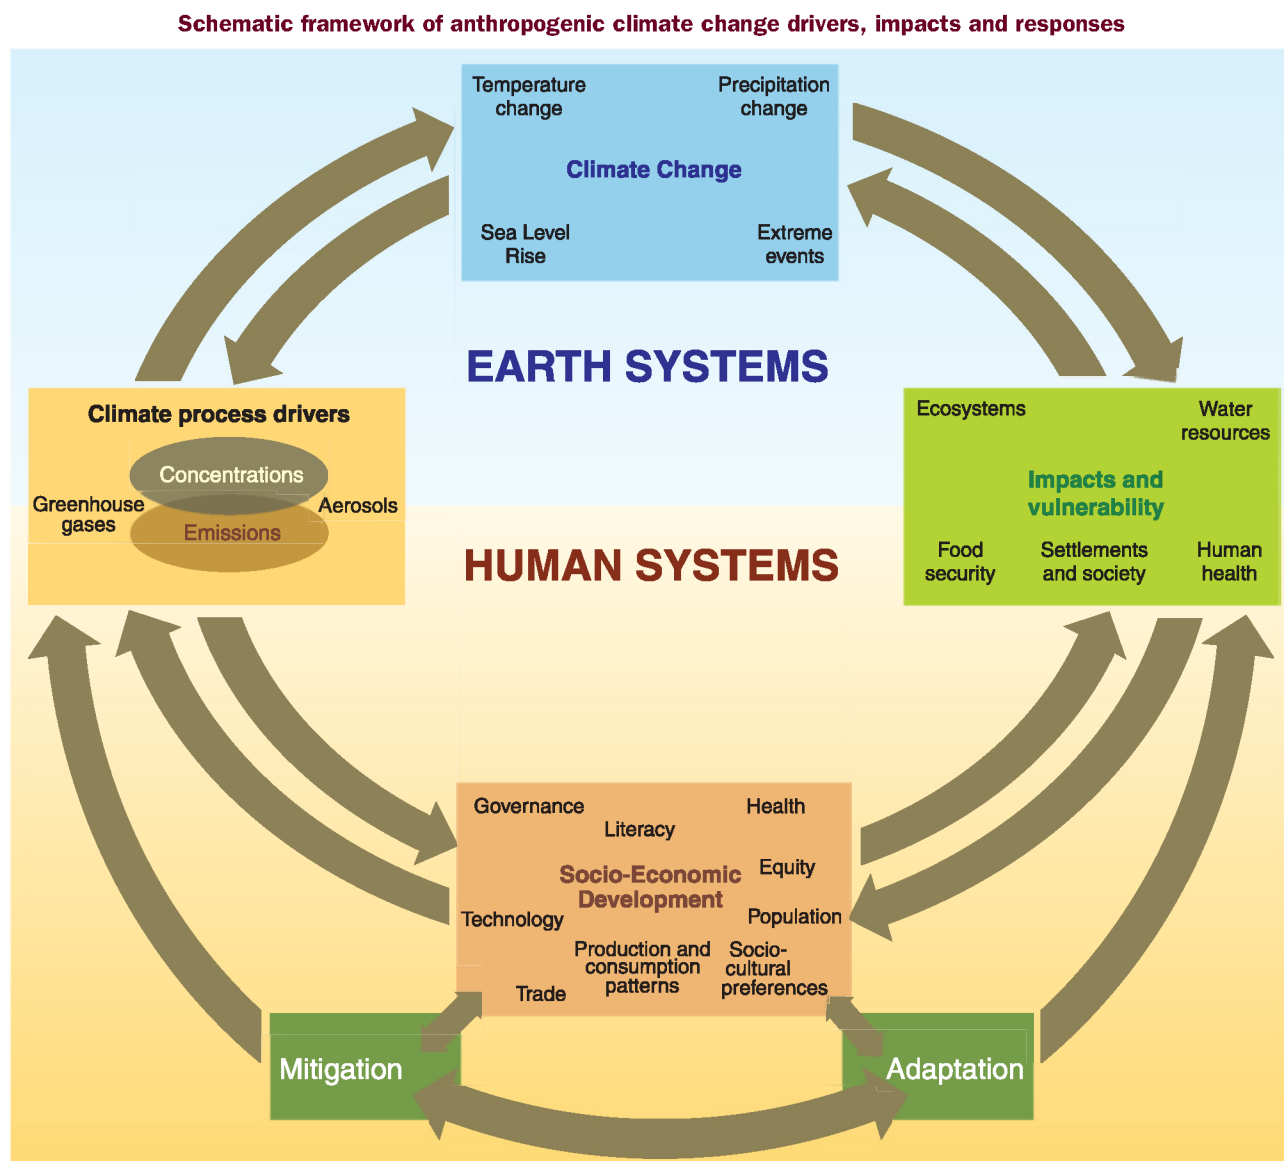 Schematic framework of anthropogenic climate change drivers, impacts and responses
Temperature
change
Precipitation
change
Climate Change
Sea Level
Rise
Extreme
events
EARTH SYSTEMS
Climate process drivers
Concentrations
Greenhouse
gases
Aerosols
Emissions
Ecosystems
Water
resources
Impacts and
vulnerability
Food
security
Settlements
and society
Human
health
HUMAN SYSTEMS
Governance
Literacy
Health
Socio-Economic
Development
Equity
Technology
Population
Production and
consumption
patterns
Socio-
cultural
preferences
Trade
Mitigation
Adaptation